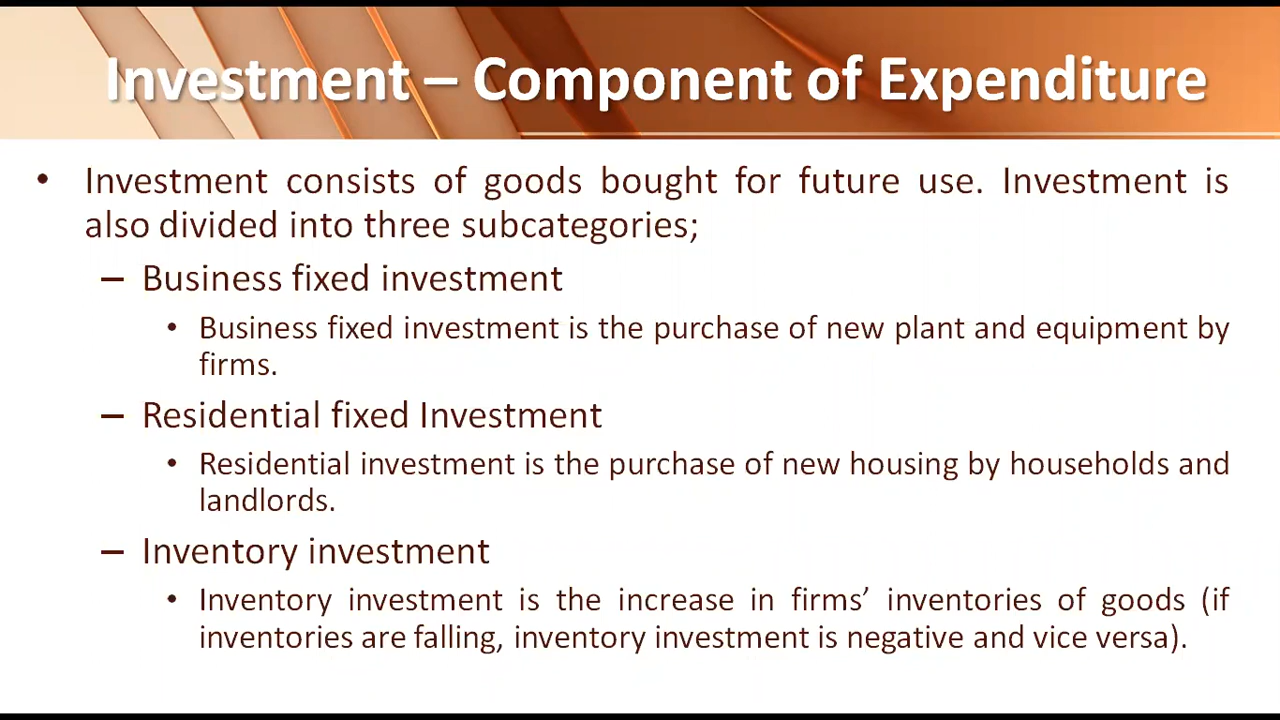 Investment – Component of Expenditure
• Investment consists of goods bought for future use. Investment is
also divided into three subcategories;
– Business fixed investment
• Business fixed investment is the purchase of new plant and equipment by
firms.
– Residential fixed Investment
• Residential investment is the purchase of new housing by households and
landlords.
– Inventory investment
• Inventory investment is the increase in firms’ inventories of goods (if
inventories are falling, inventory investment is negative and vice versa).